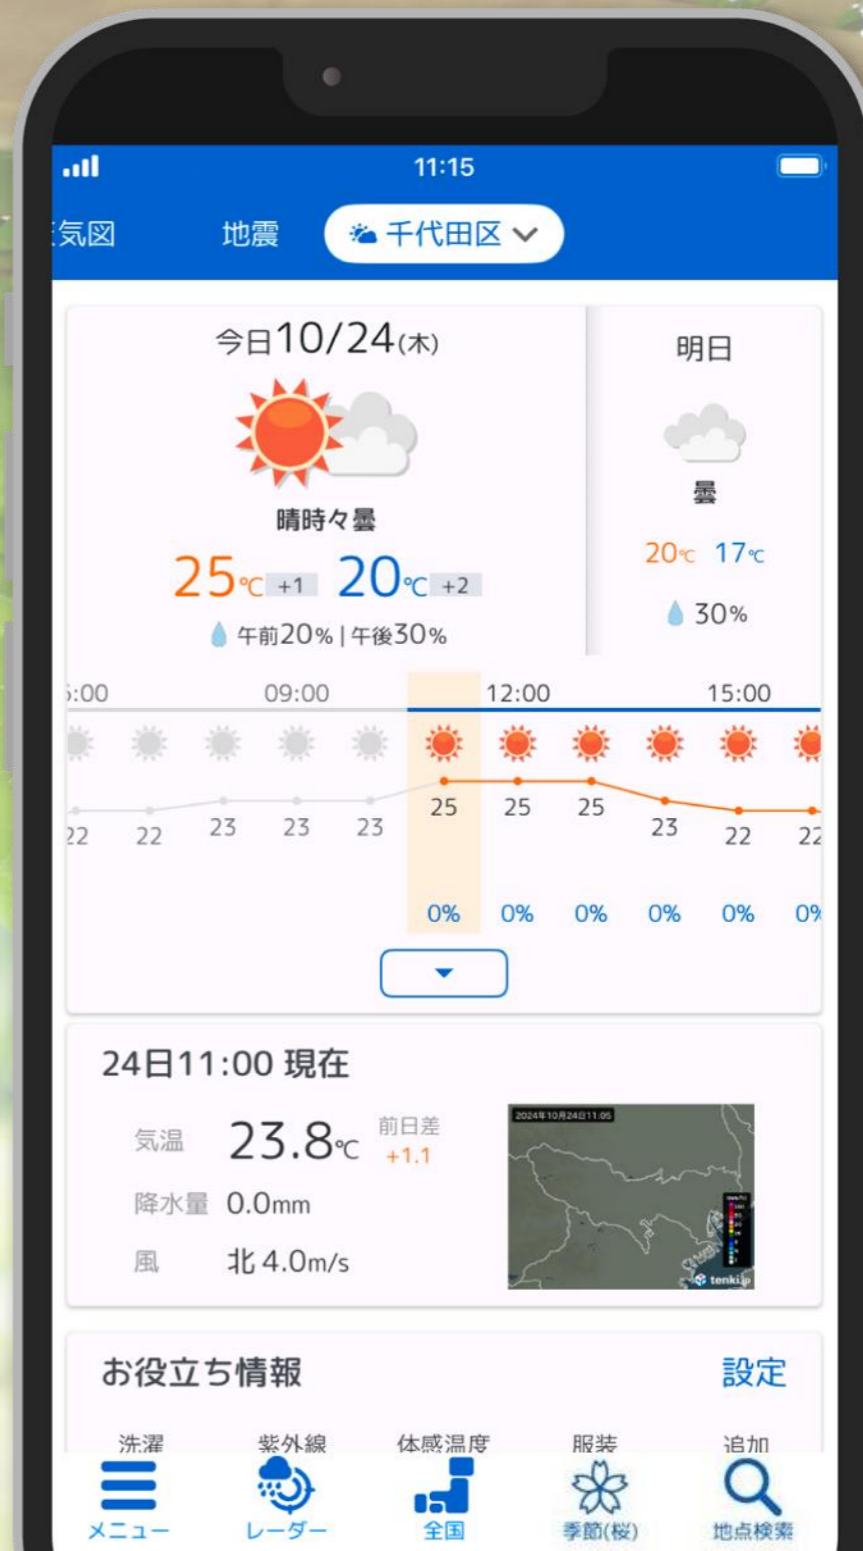 11:15
気図 地震 千代田区
今日10/24(木)
晴時々曇
25℃ +1 20℃ +2
午前20% | 午後30%
明日
曇
20℃ 17℃
30%
:00 09:00 12:00 15:00
22 22 23 23 23 25 25 25 23 22 22
0% 0% 0% 0% 0% 0%
24日11:00 現在
気温 23.8℃ 前日差 +1.1
降水量 0.0mm
風 北 4.0m/s
2024年10月24日11:05
tenki.jp
お役立ち情報 設定
洗濯 紫外線 体感温度 服装 追加
メニュー レーダー 全国 季節(桜) 地点検索